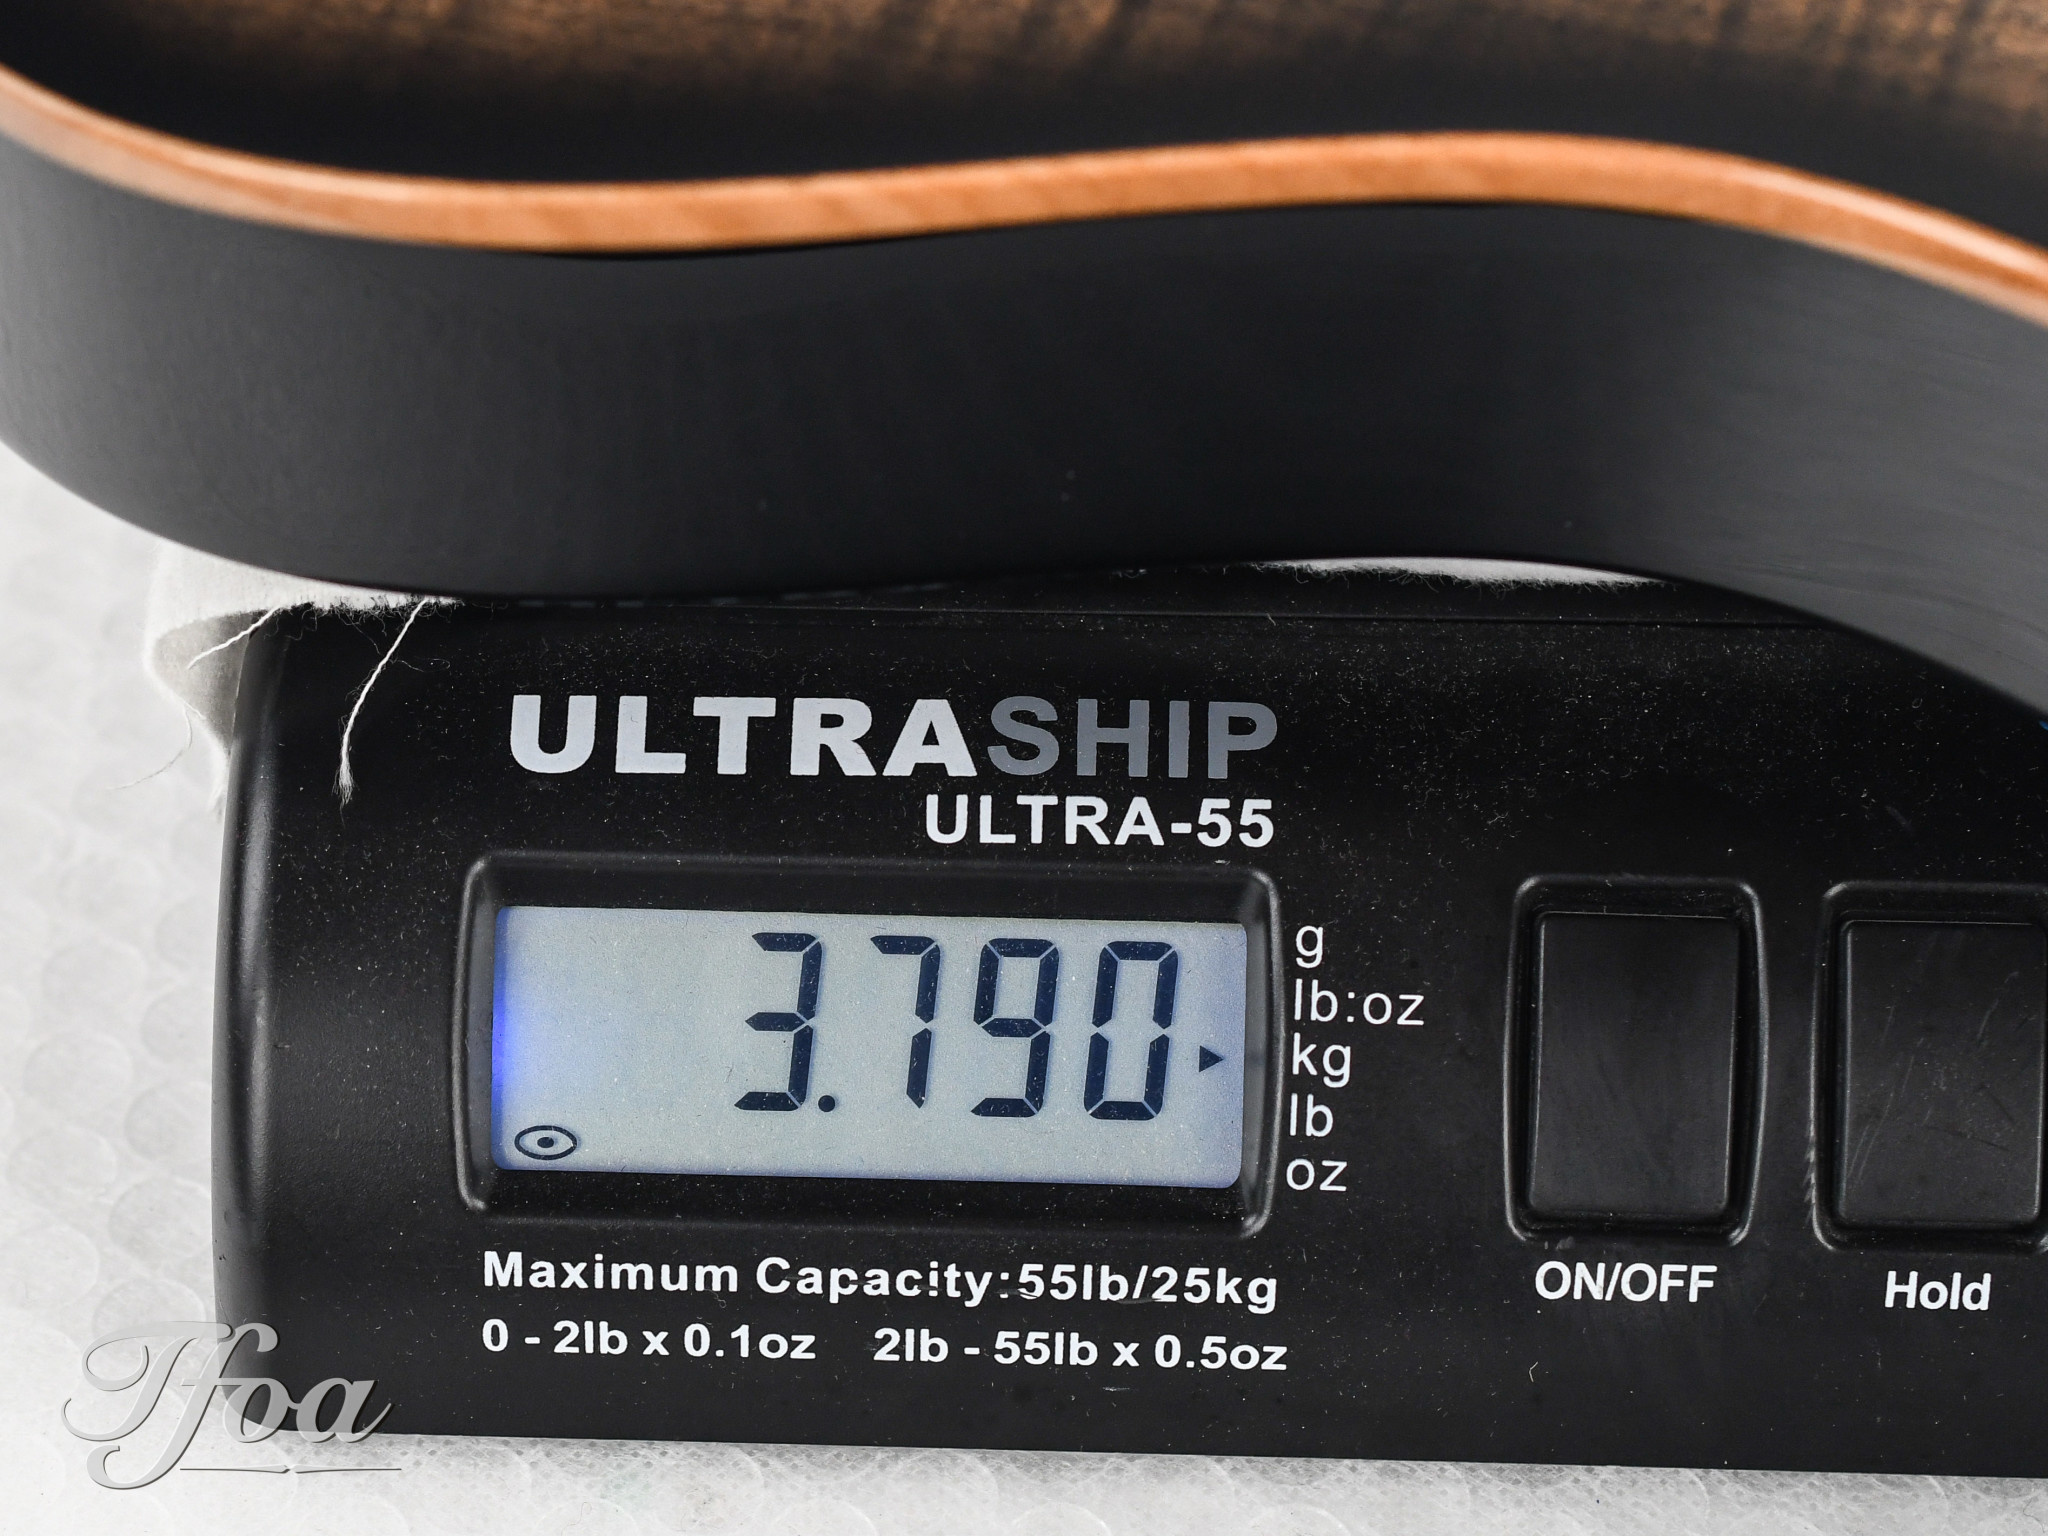 ULTRASHIP
ULTRA-55
3.790
g
lb:oz
kg
lb
oz
Maximum Capacity:55lb/25kg
0 - 2lb x 0.1oz 2lb - 55lb x 0.5oz
ON/OFF
Hold
Tfoa